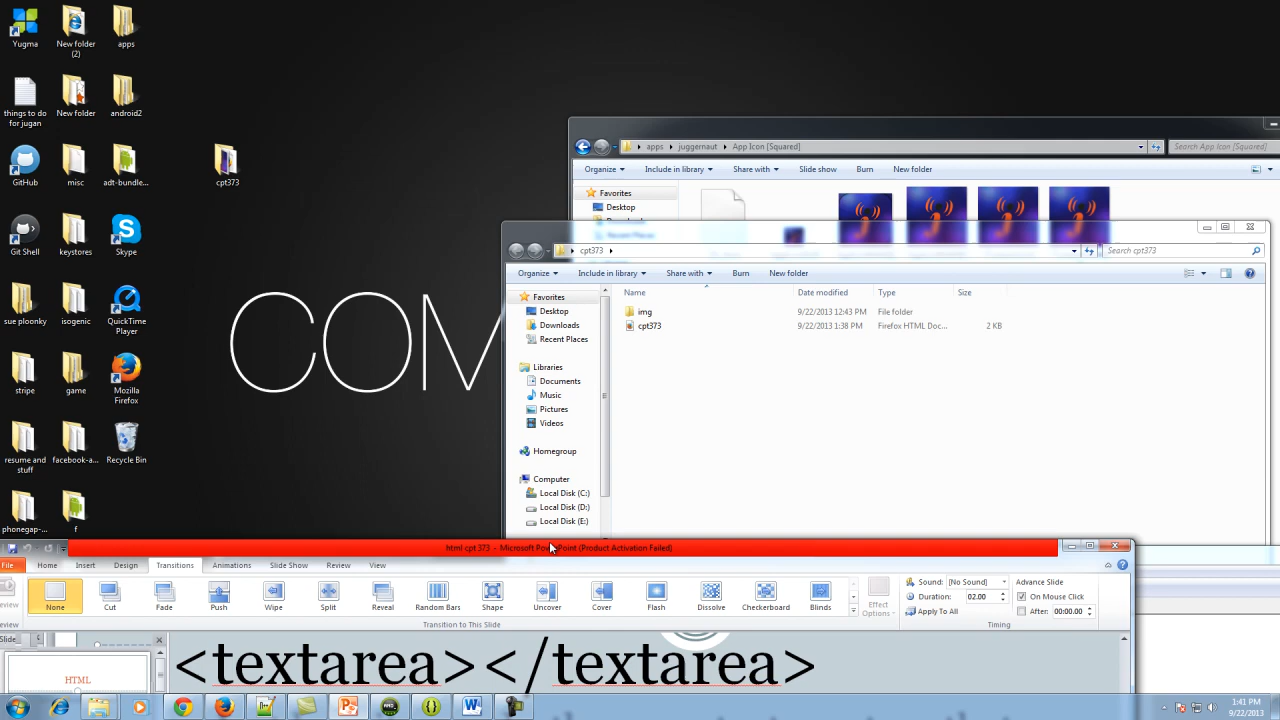 Yugma
New folder
(2)
apps
things to do
for jugan
New folder
android2
GitHub
misc
adt-bundle...
cpt373
Git Shell
keystores
Skype
sue ploonky
isogenic
QuickTime
Player
stripe
game
Mozilla
Firefox
resume and
stuff
facebook-a...
Recycle Bin
phonegap-...
f
COM
apps
juggernaut
App Icon [Squared]
Search App Icon [Squared]
Organize
Include in library
Share with
Slide show
Burn
New folder
Favorites
Desktop
Downloads
Recent Places
cpt373
Search cpt373
Organize
Include in library
Share with
Burn
New folder
Name
Date modified
Type
Size
img
9/22/2013 12:43 PM
File folder
cpt373
9/22/2013 1:38 PM
Firefox HTML Doc...
2 KB
Favorites
Desktop
Downloads
Recent Places
Libraries
Documents
Music
Pictures
Videos
Homegroup
Computer
Local Disk (C:)
Local Disk (D:)
Local Disk (E:)
html cpt 373 - Microsoft PowerPoint (Product Activation Failed)
File
Home
Insert
Design
Transitions
Animations
Slide Show
Review
View
None
Cut
Fade
Push
Wipe
Split
Reveal
Random Bars
Shape
Uncover
Cover
Flash
Dissolve
Checkerboard
Blinds
Effect
Options
Sound: [No Sound]
Duration: 02.00
Apply To All
Advance Slide
On Mouse Click
After: 00:00.00
Transition to This Slide
Timing
HTML
<textarea></textarea>
1:41 PM
9/22/2013